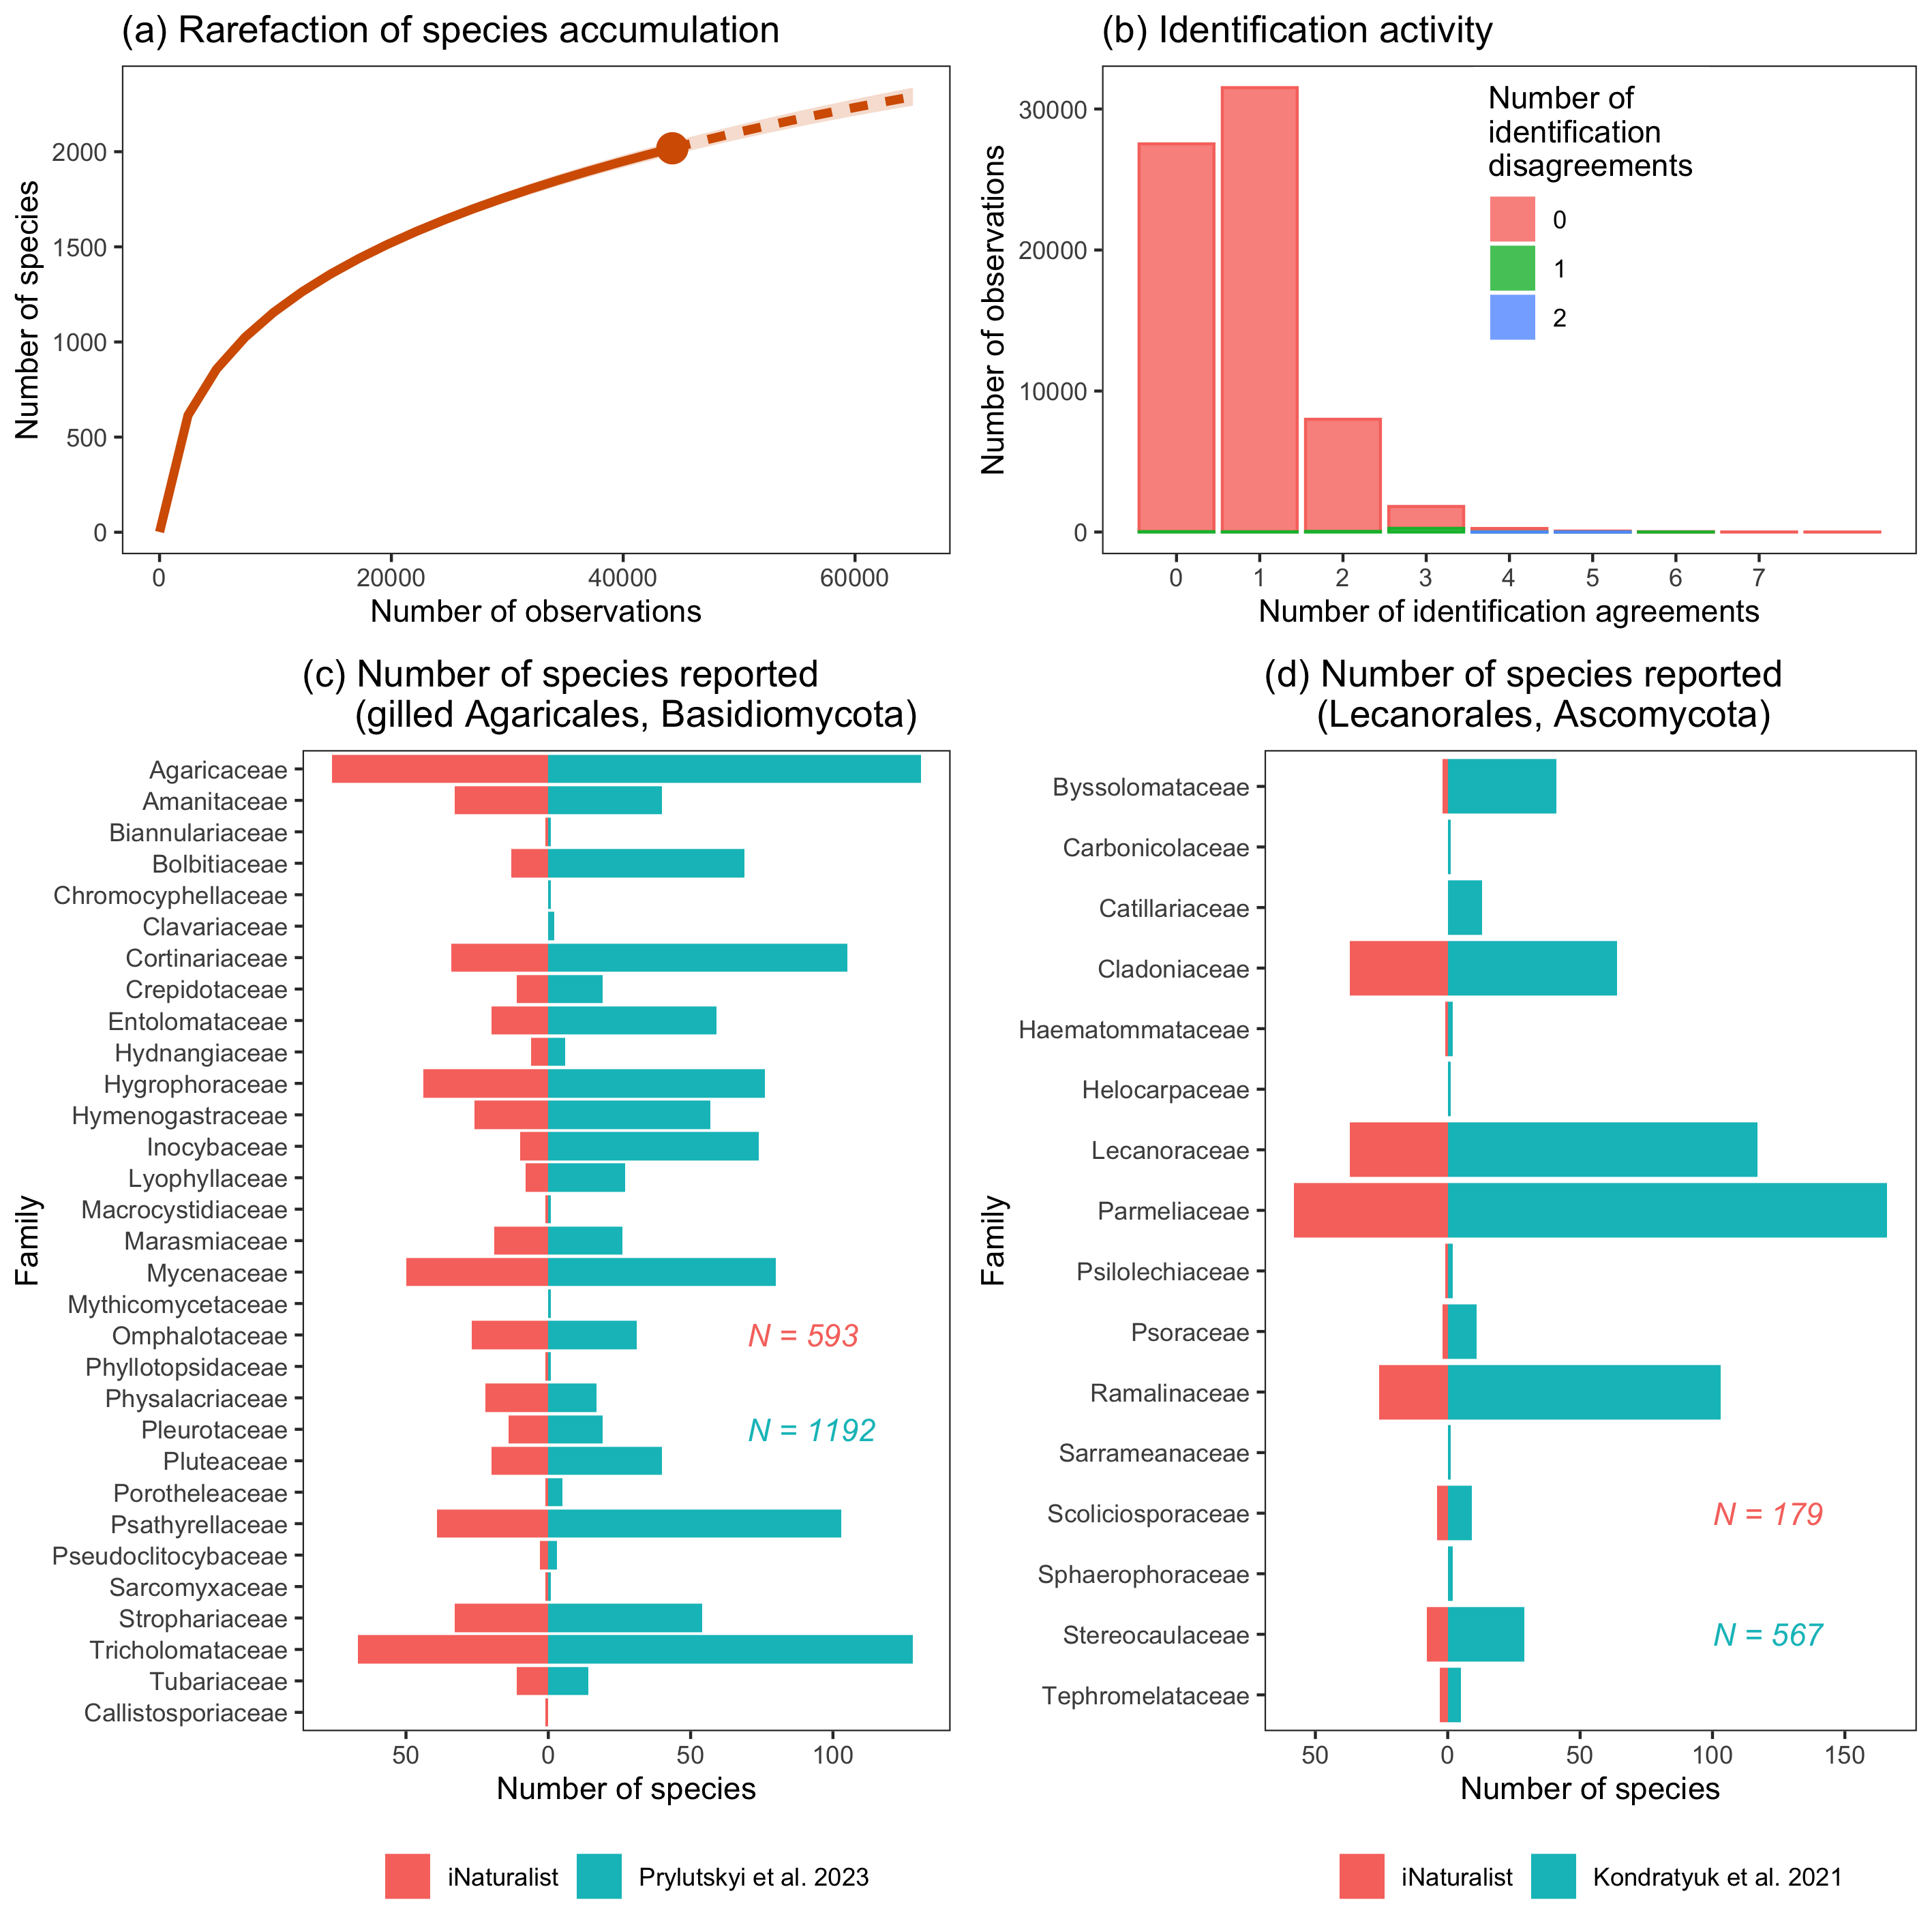 (a) Rarefaction of species accumulation
Number of species
2000
1500
1000
500
0
0 20000 40000 60000
Number of observations
(b) Identification activity
Number of observations
30000
20000
10000
0
Number of
identification
disagreements
0
1
2
0 1 2 3 4 5 6 7
Number of identification agreements
(c) Number of species reported
(gilled Agaricales, Basidiomycota)
Family
Agaricaceae
Amanitaceae
Biannulariaceae
Bolbitiaceae
Chromocyphellaceae
Clavariaceae
Cortinariaceae
Crepidotaceae
Entolomataceae
Hydnangiaceae
Hygrophoraceae
Hymenogastraceae
Inocybaceae
Lyophyllaceae
Macrocystidiaceae
Marasmiaceae
Mycenaceae
Mythicomycetaceae
Omphalotaceae
Phyllotopsidaceae
Physalacriaceae
Pleurotaceae
Pluteaceae
Porotheleaceae
Psathyrellaceae
Pseudoclitocybaceae
Sarcomyxaceae
Strophariaceae
Tricholomataceae
Tubariaceae
Callistosporiaceae
N = 593
N = 1192
50 0 50 100
Number of species
iNaturalist Prylutskyi et al. 2023
(d) Number of species reported
(Lecanorales, Ascomycota)
Family
Byssolomataceae
Carbonicolaceae
Catillariaceae
Cladoniaceae
Haematommataceae
Helocarpaceae
Lecanoraceae
Parmeliaceae
Psilolechiaceae
Psoraceae
Ramalinaceae
Sarrameanaceae
Scoliciosporaceae
Sphaerophoraceae
Stereocaulaceae
Tephromelataceae
N = 179
N = 567
50 0 50 100 150
Number of species
iNaturalist Kondratyuk et al. 2021